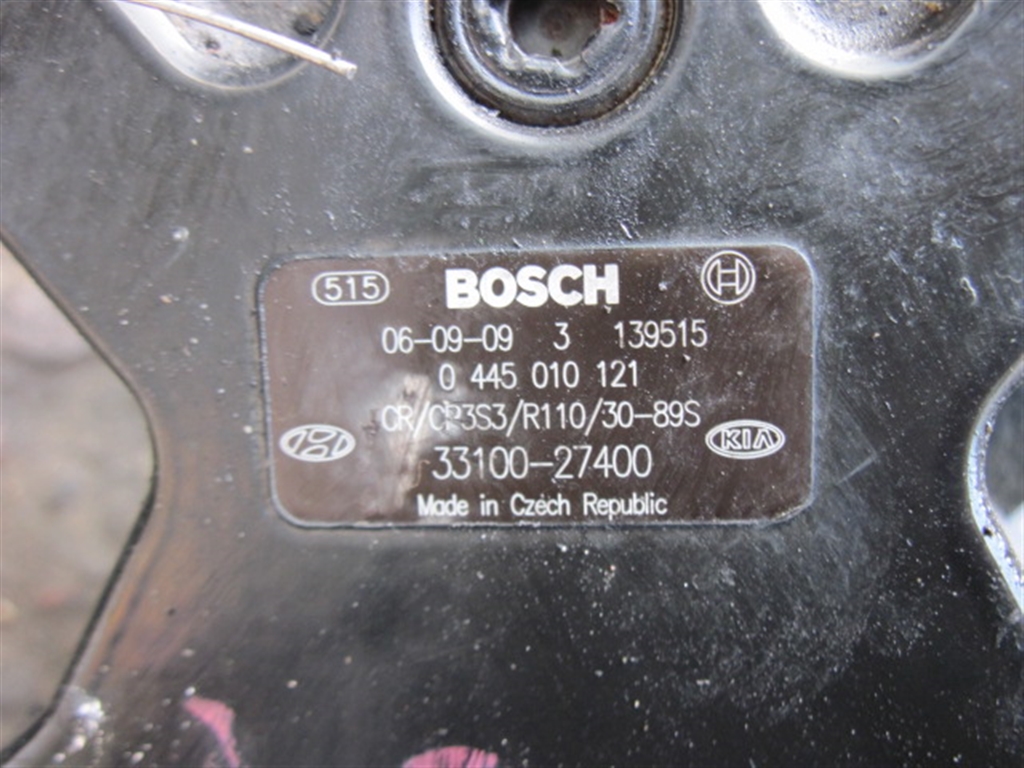 515 BOSCH
06-09-09 3 139515
0 445 010 121
CR/CP3S3/R110/30-89S
KIA
33100-27400
Made in Czech Republic